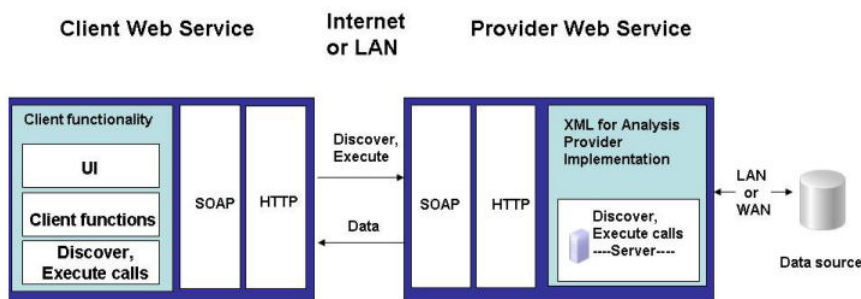 Client Web Service
Internet
or LAN
Provider Web Service
Client functionality
UI
Client functions
Discover,
Execute calls
SOAP
HTTP
Discover,
Execute
Data
SOAP
HTTP
XML for Analysis
Provider
Implementation
Discover,
Execute calls
----Server----
LAN
or
WAN
Data source